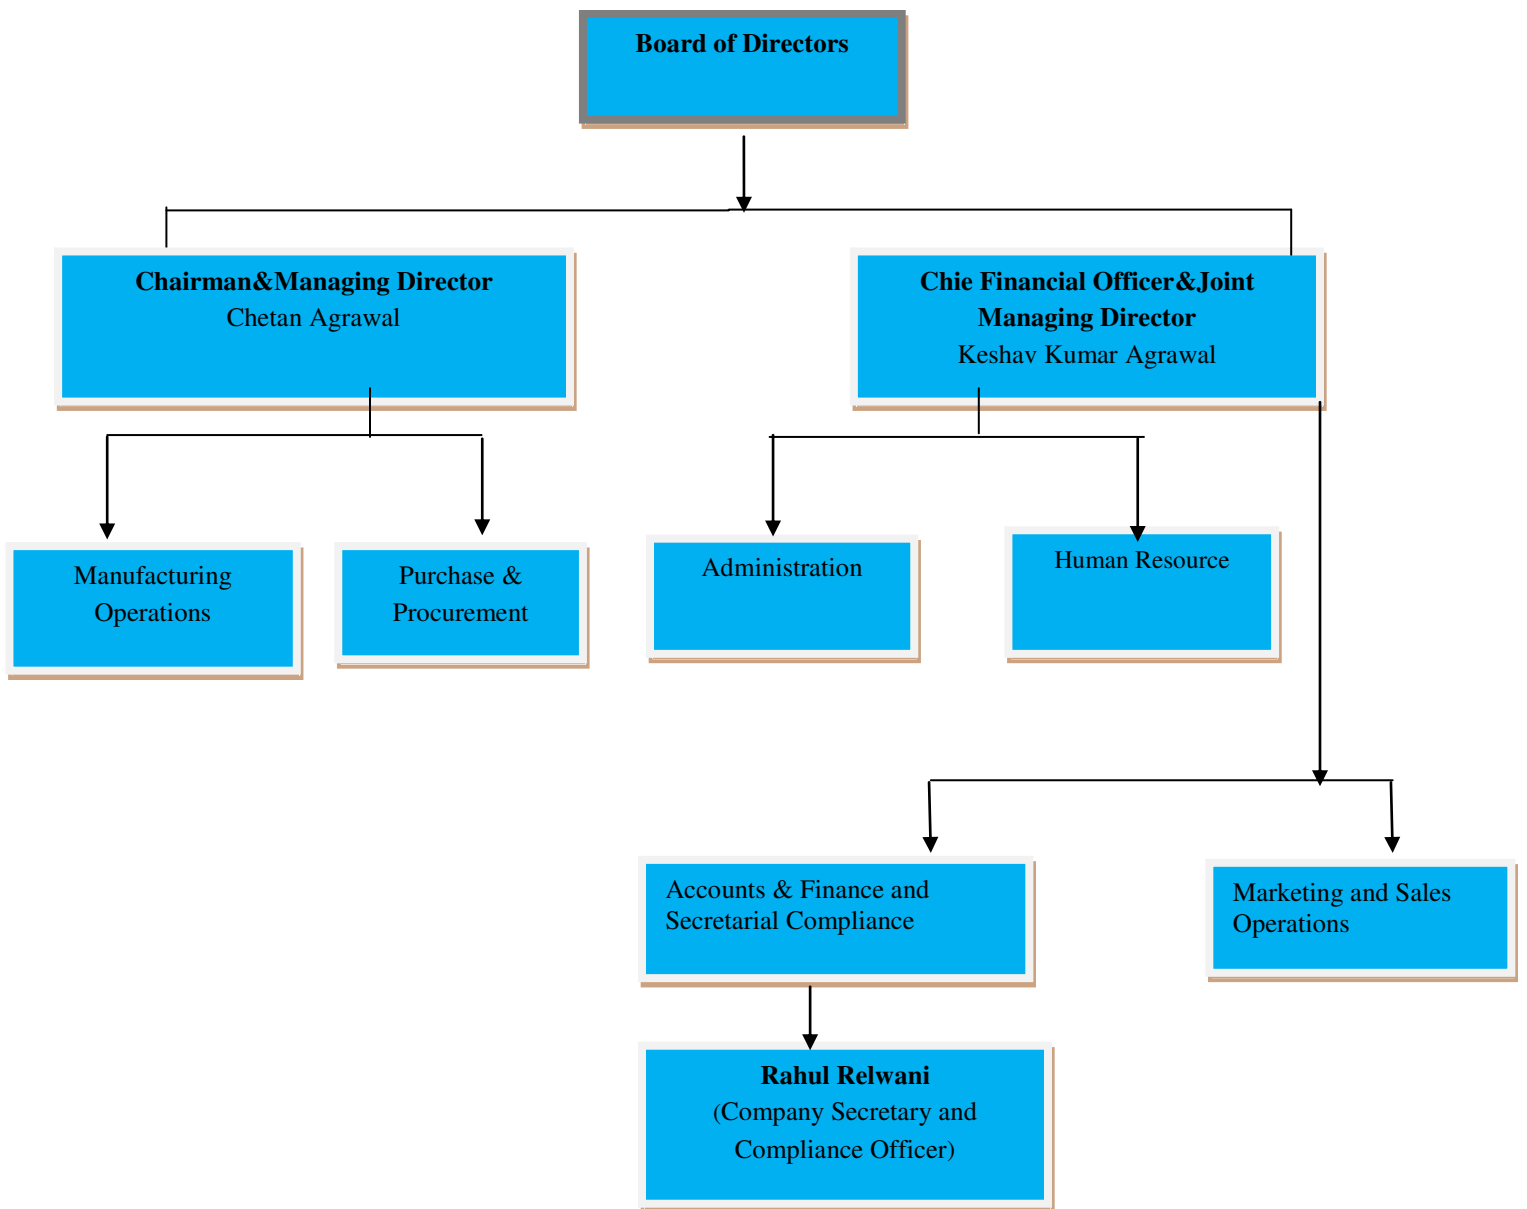 Board of Directors
Chairman&Managing Director
Chetan Agrawal
Chie Financial Officer&Joint
Managing Director
Keshav Kumar Agrawal
Manufacturing
Operations
Purchase &
Procurement
Administration
Human Resource
Accounts & Finance and
Secretarial Compliance
Marketing and Sales
Operations
Rahul Relwani
(Company Secretary and
Compliance Officer)